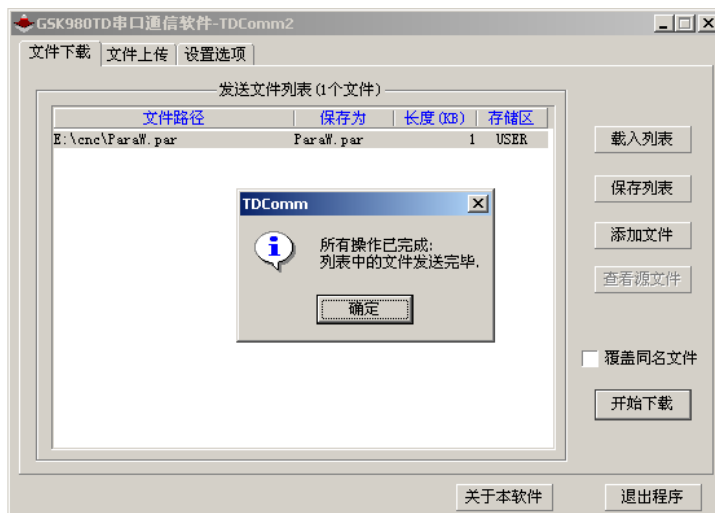 GSK980TD串口通信软件-TDComm2
文件下载 文件上传 设置选项
发送文件列表(1个文件)
文件路径 保存为 长度(KB) 存储区
E:\cnc\ParaW.par ParaW.par 1 USER
载入列表
保存列表
添加文件
查看源文件
TDComm
所有操作已完成:
列表中的文件发送完毕.
确定
覆盖同名文件
开始下载
关于本软件 退出程序